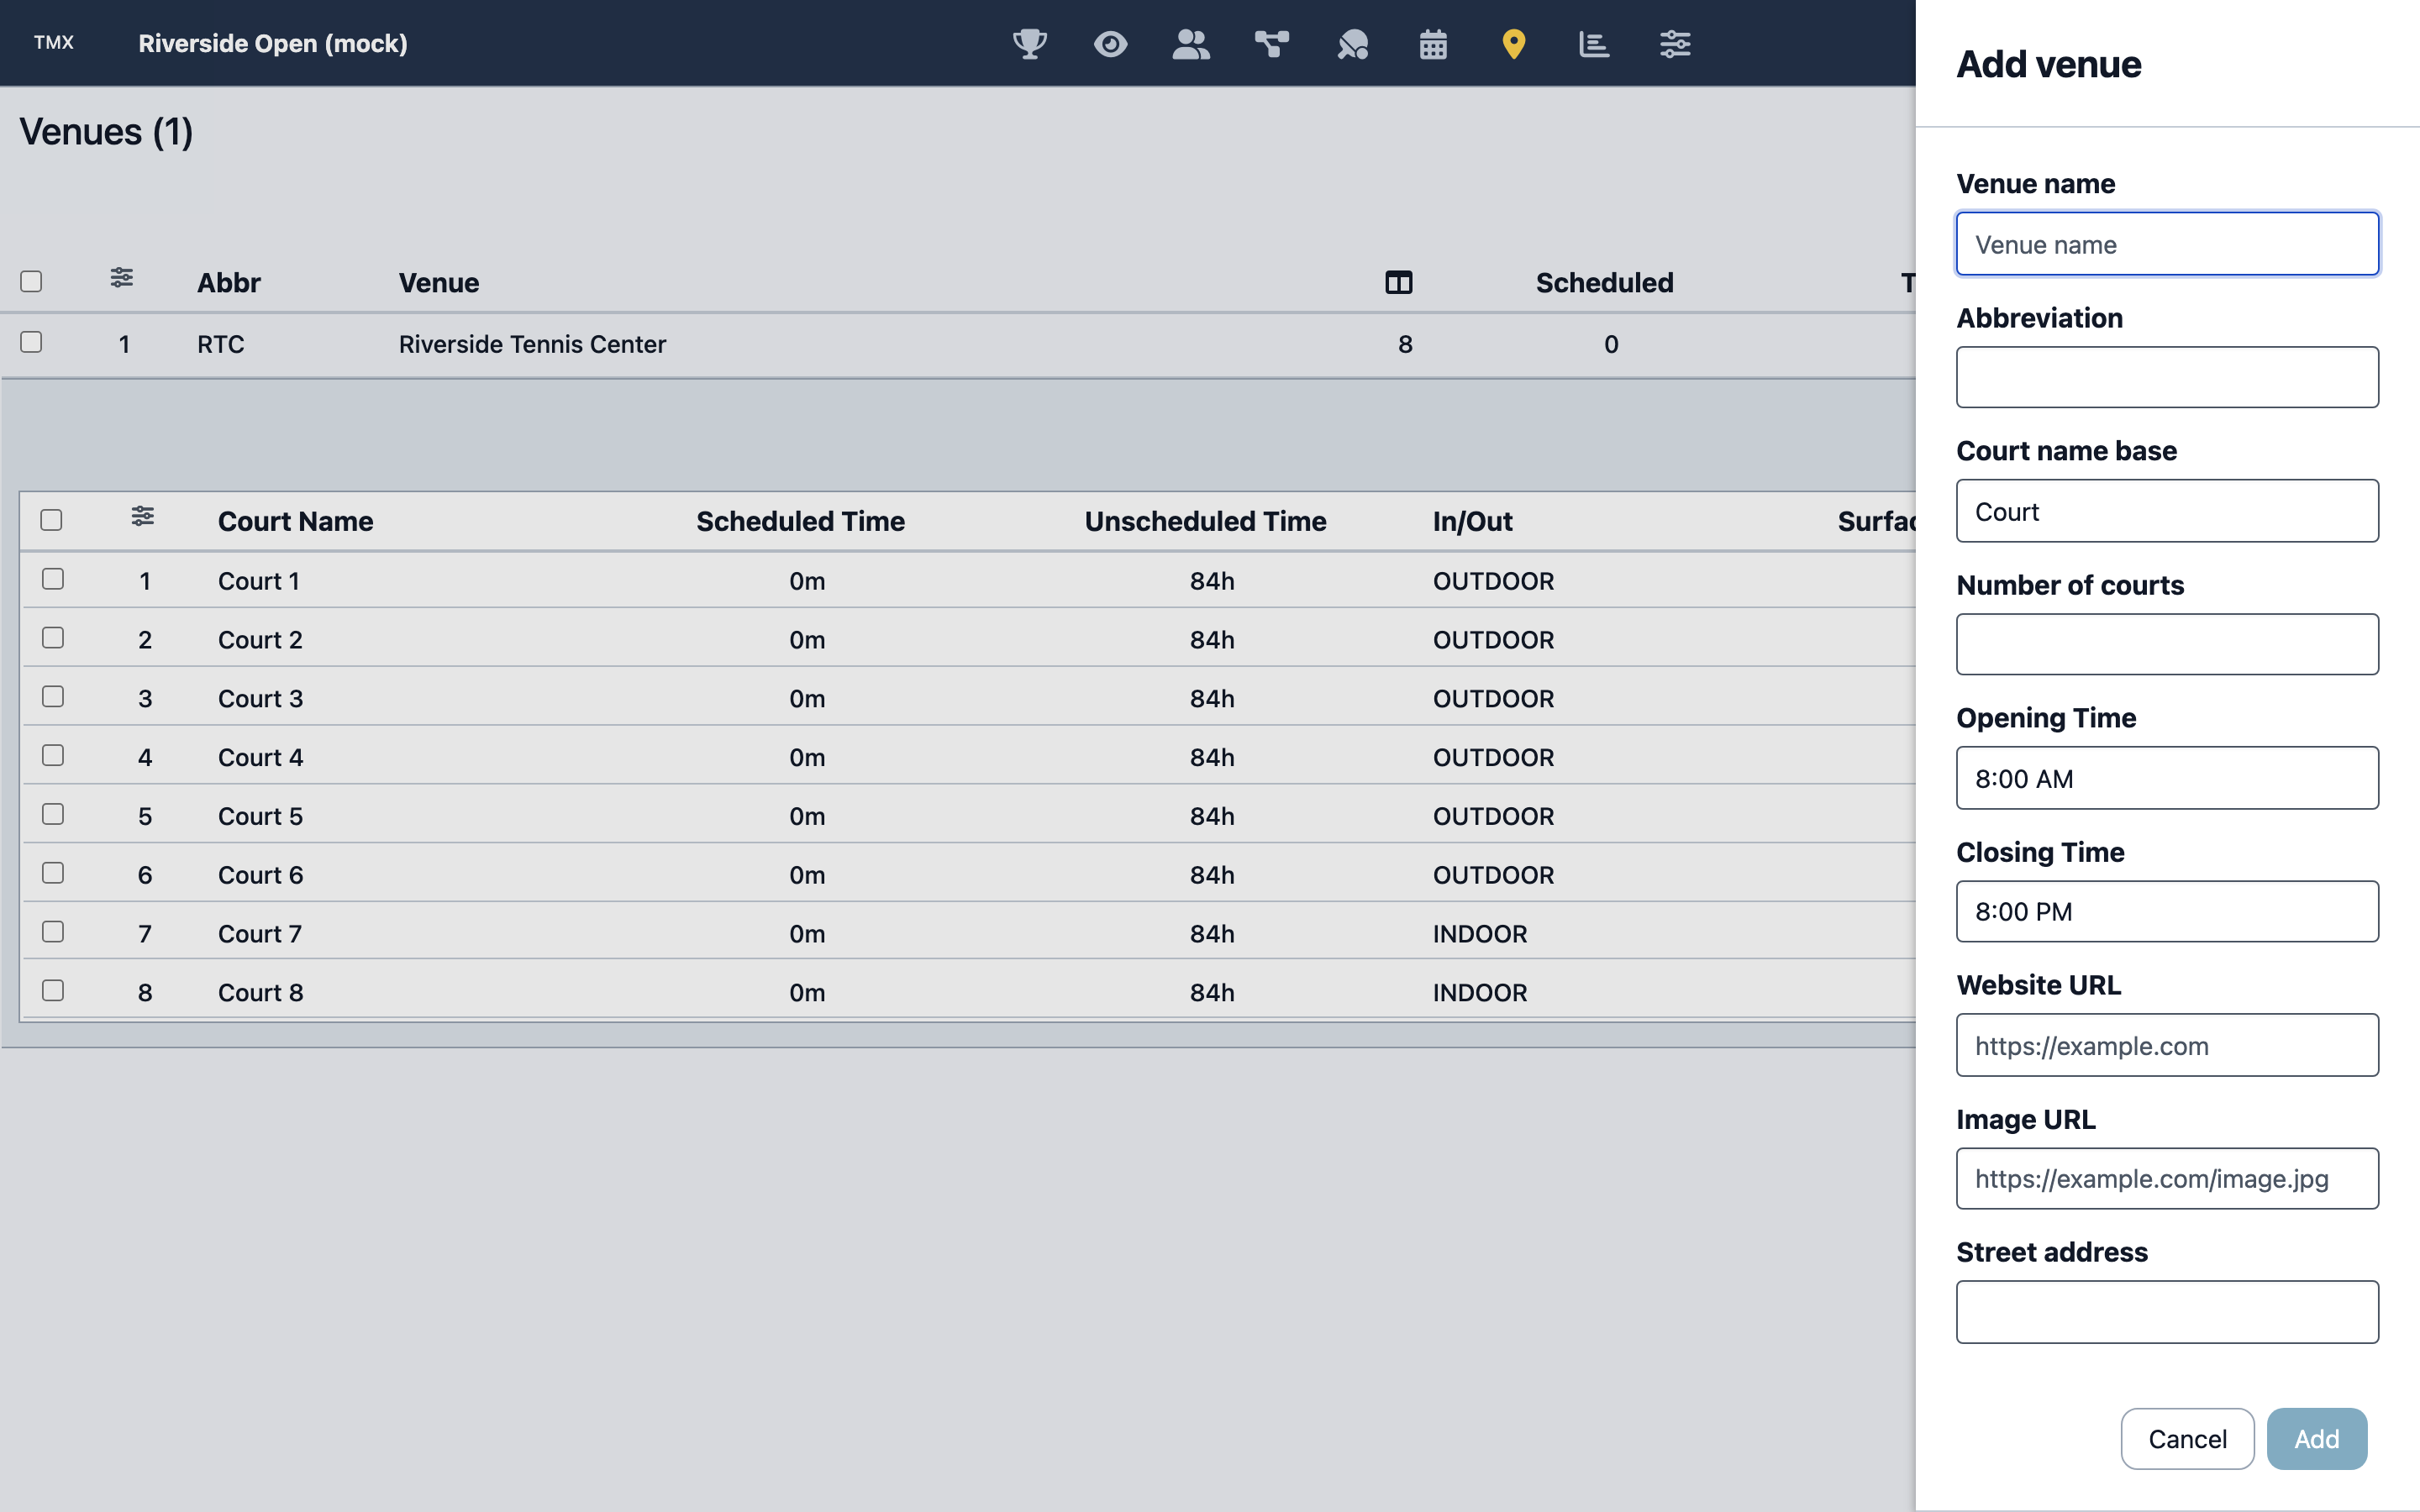 TMX Riverside Open (mock)
Venues (1)
Abbr Venue Scheduled T
1 RTC Riverside Tennis Center 8 0
Court Name Scheduled Time Unscheduled Time In/Out Surfac
1 Court 1 0m 84h OUTDOOR
2 Court 2 0m 84h OUTDOOR
3 Court 3 0m 84h OUTDOOR
4 Court 4 0m 84h OUTDOOR
5 Court 5 0m 84h OUTDOOR
6 Court 6 0m 84h OUTDOOR
7 Court 7 0m 84h INDOOR
8 Court 8 0m 84h INDOOR
Add venue
Venue name
Venue name
Abbreviation
Court name base
Court
Number of courts
Opening Time
8:00 AM
Closing Time
8:00 PM
Website URL
https://example.com
Image URL
https://example.com/image.jpg
Street address
Cancel Add